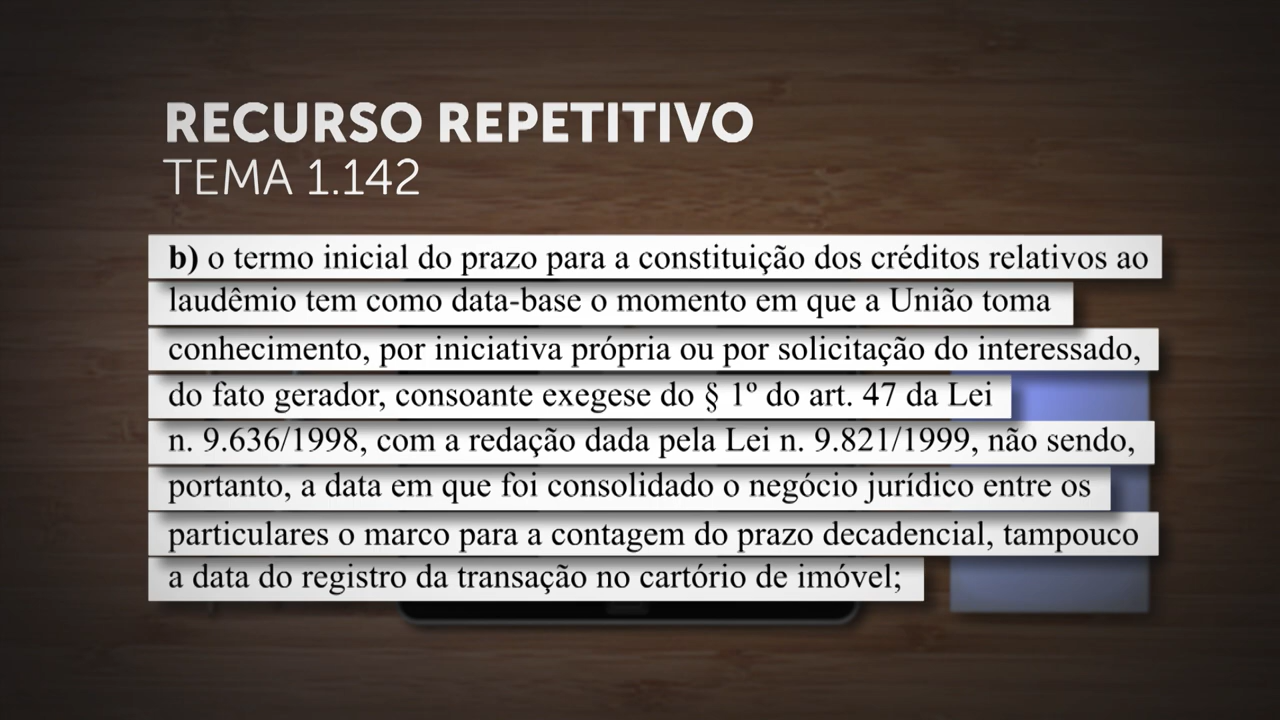 RECURSO REPETITIVO
TEMA 1.142
b) o termo inicial do prazo para a constituição dos créditos relativos ao
laudêmio tem como data-base o momento em que a União toma
conhecimento, por iniciativa própria ou por solicitação do interessado,
do fato gerador, consoante exegese do § 1º do art. 47 da Lei
n. 9.636/1998, com a redação dada pela Lei n. 9.821/1999, não sendo,
portanto, a data em que foi consolidado o negócio jurídico entre os
particulares o marco para a contagem do prazo decadencial, tampouco
a data do registro da transação no cartório de imóvel;